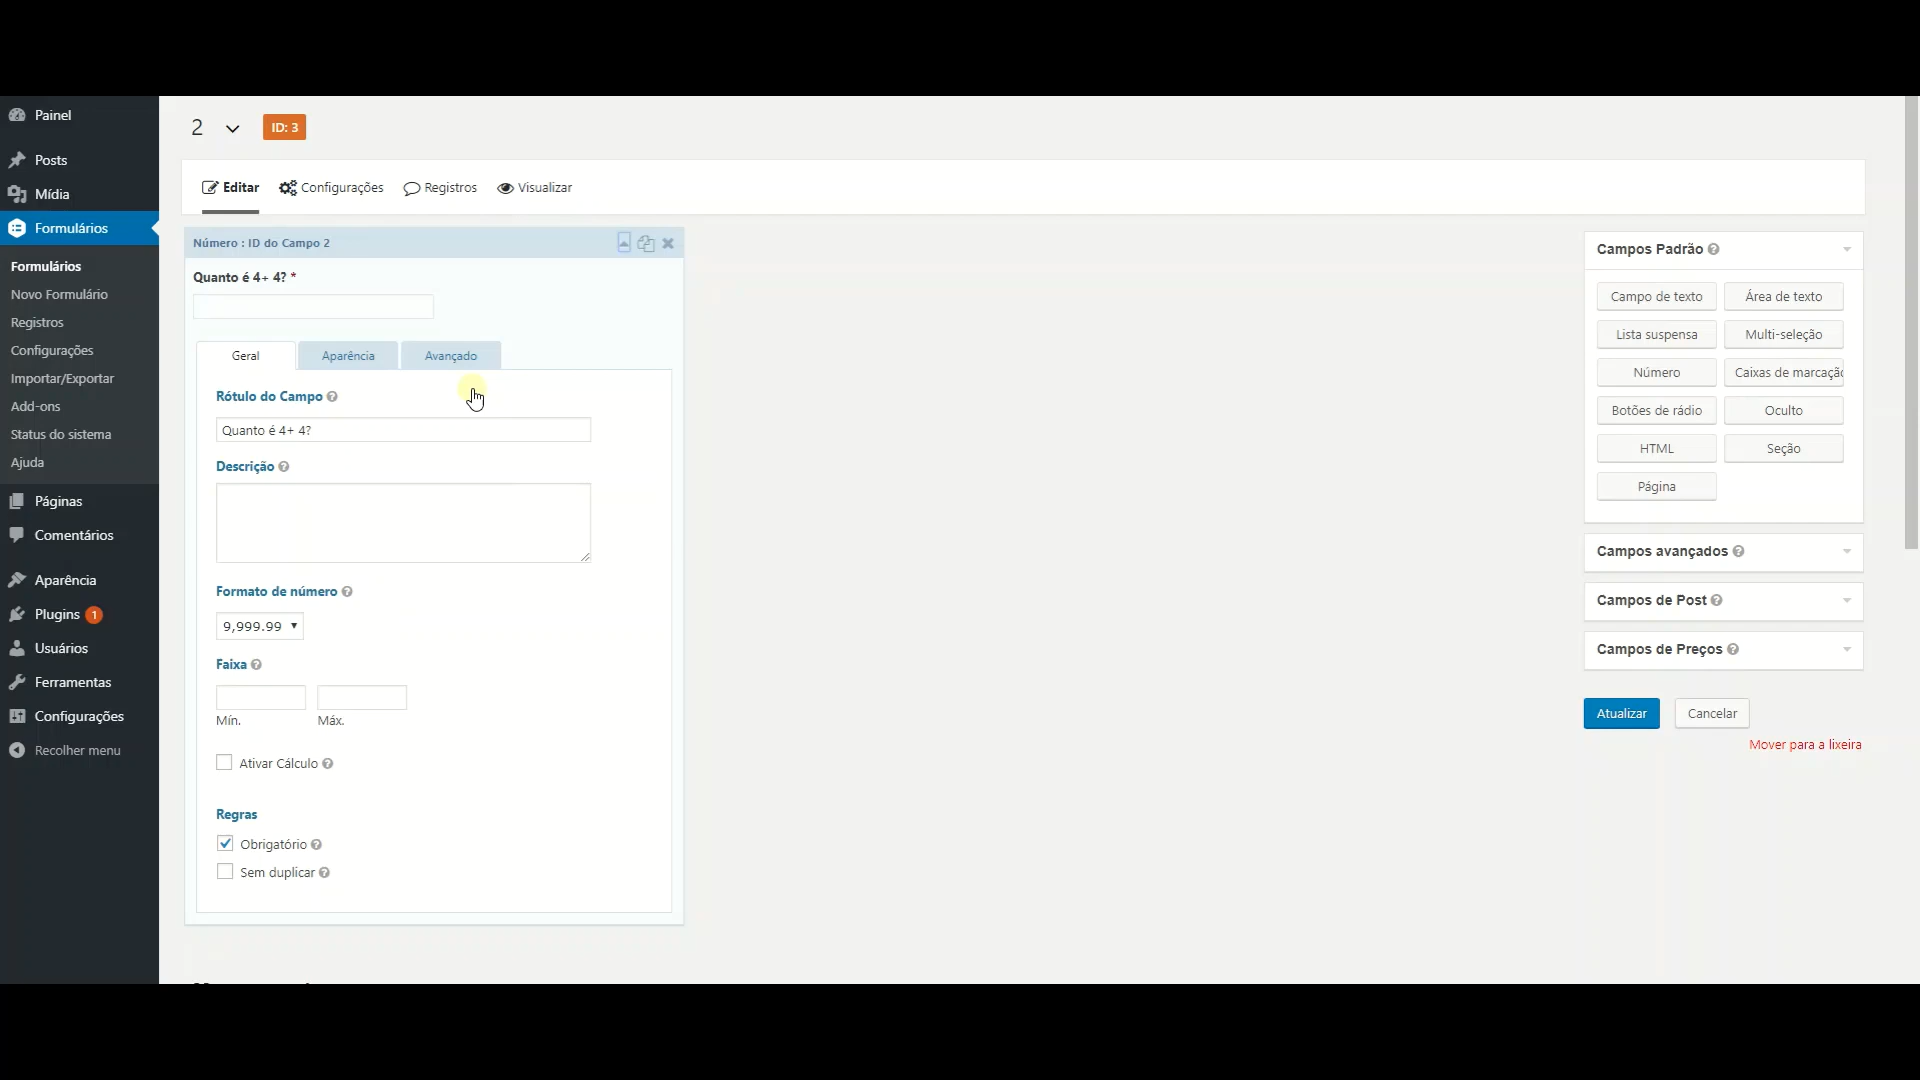 Painel
Posts
Mídia
Formulários
Formulários
Novo Formulário
Registros
Configurações
Importar/Exportar
Add-ons
Status do sistema
Ajuda
Páginas
Comentários
Aparência
Plugins 1
Usuários
Ferramentas
Configurações
Recolher menu
2 ID: 3
Editar Configurações Registros Visualizar
Número : ID do Campo 2
Quanto é 4+ 4? *
Geral Aparência Avançado
Rótulo do Campo
Quanto é 4+ 4?
Descrição
Formato de número
9,999.99
Faixa
Mín. Máx.
Ativar Cálculo
Regras
Obrigatório
Sem duplicar
Campos Padrão
Campo de texto Área de texto
Lista suspensa Multi-seleção
Número Caixas de marcaçã
Botões de rádio Oculto
HTML Seção
Página
Campos avançados
Campos de Post
Campos de Preços
Atualizar Cancelar
Mover para a lixeira